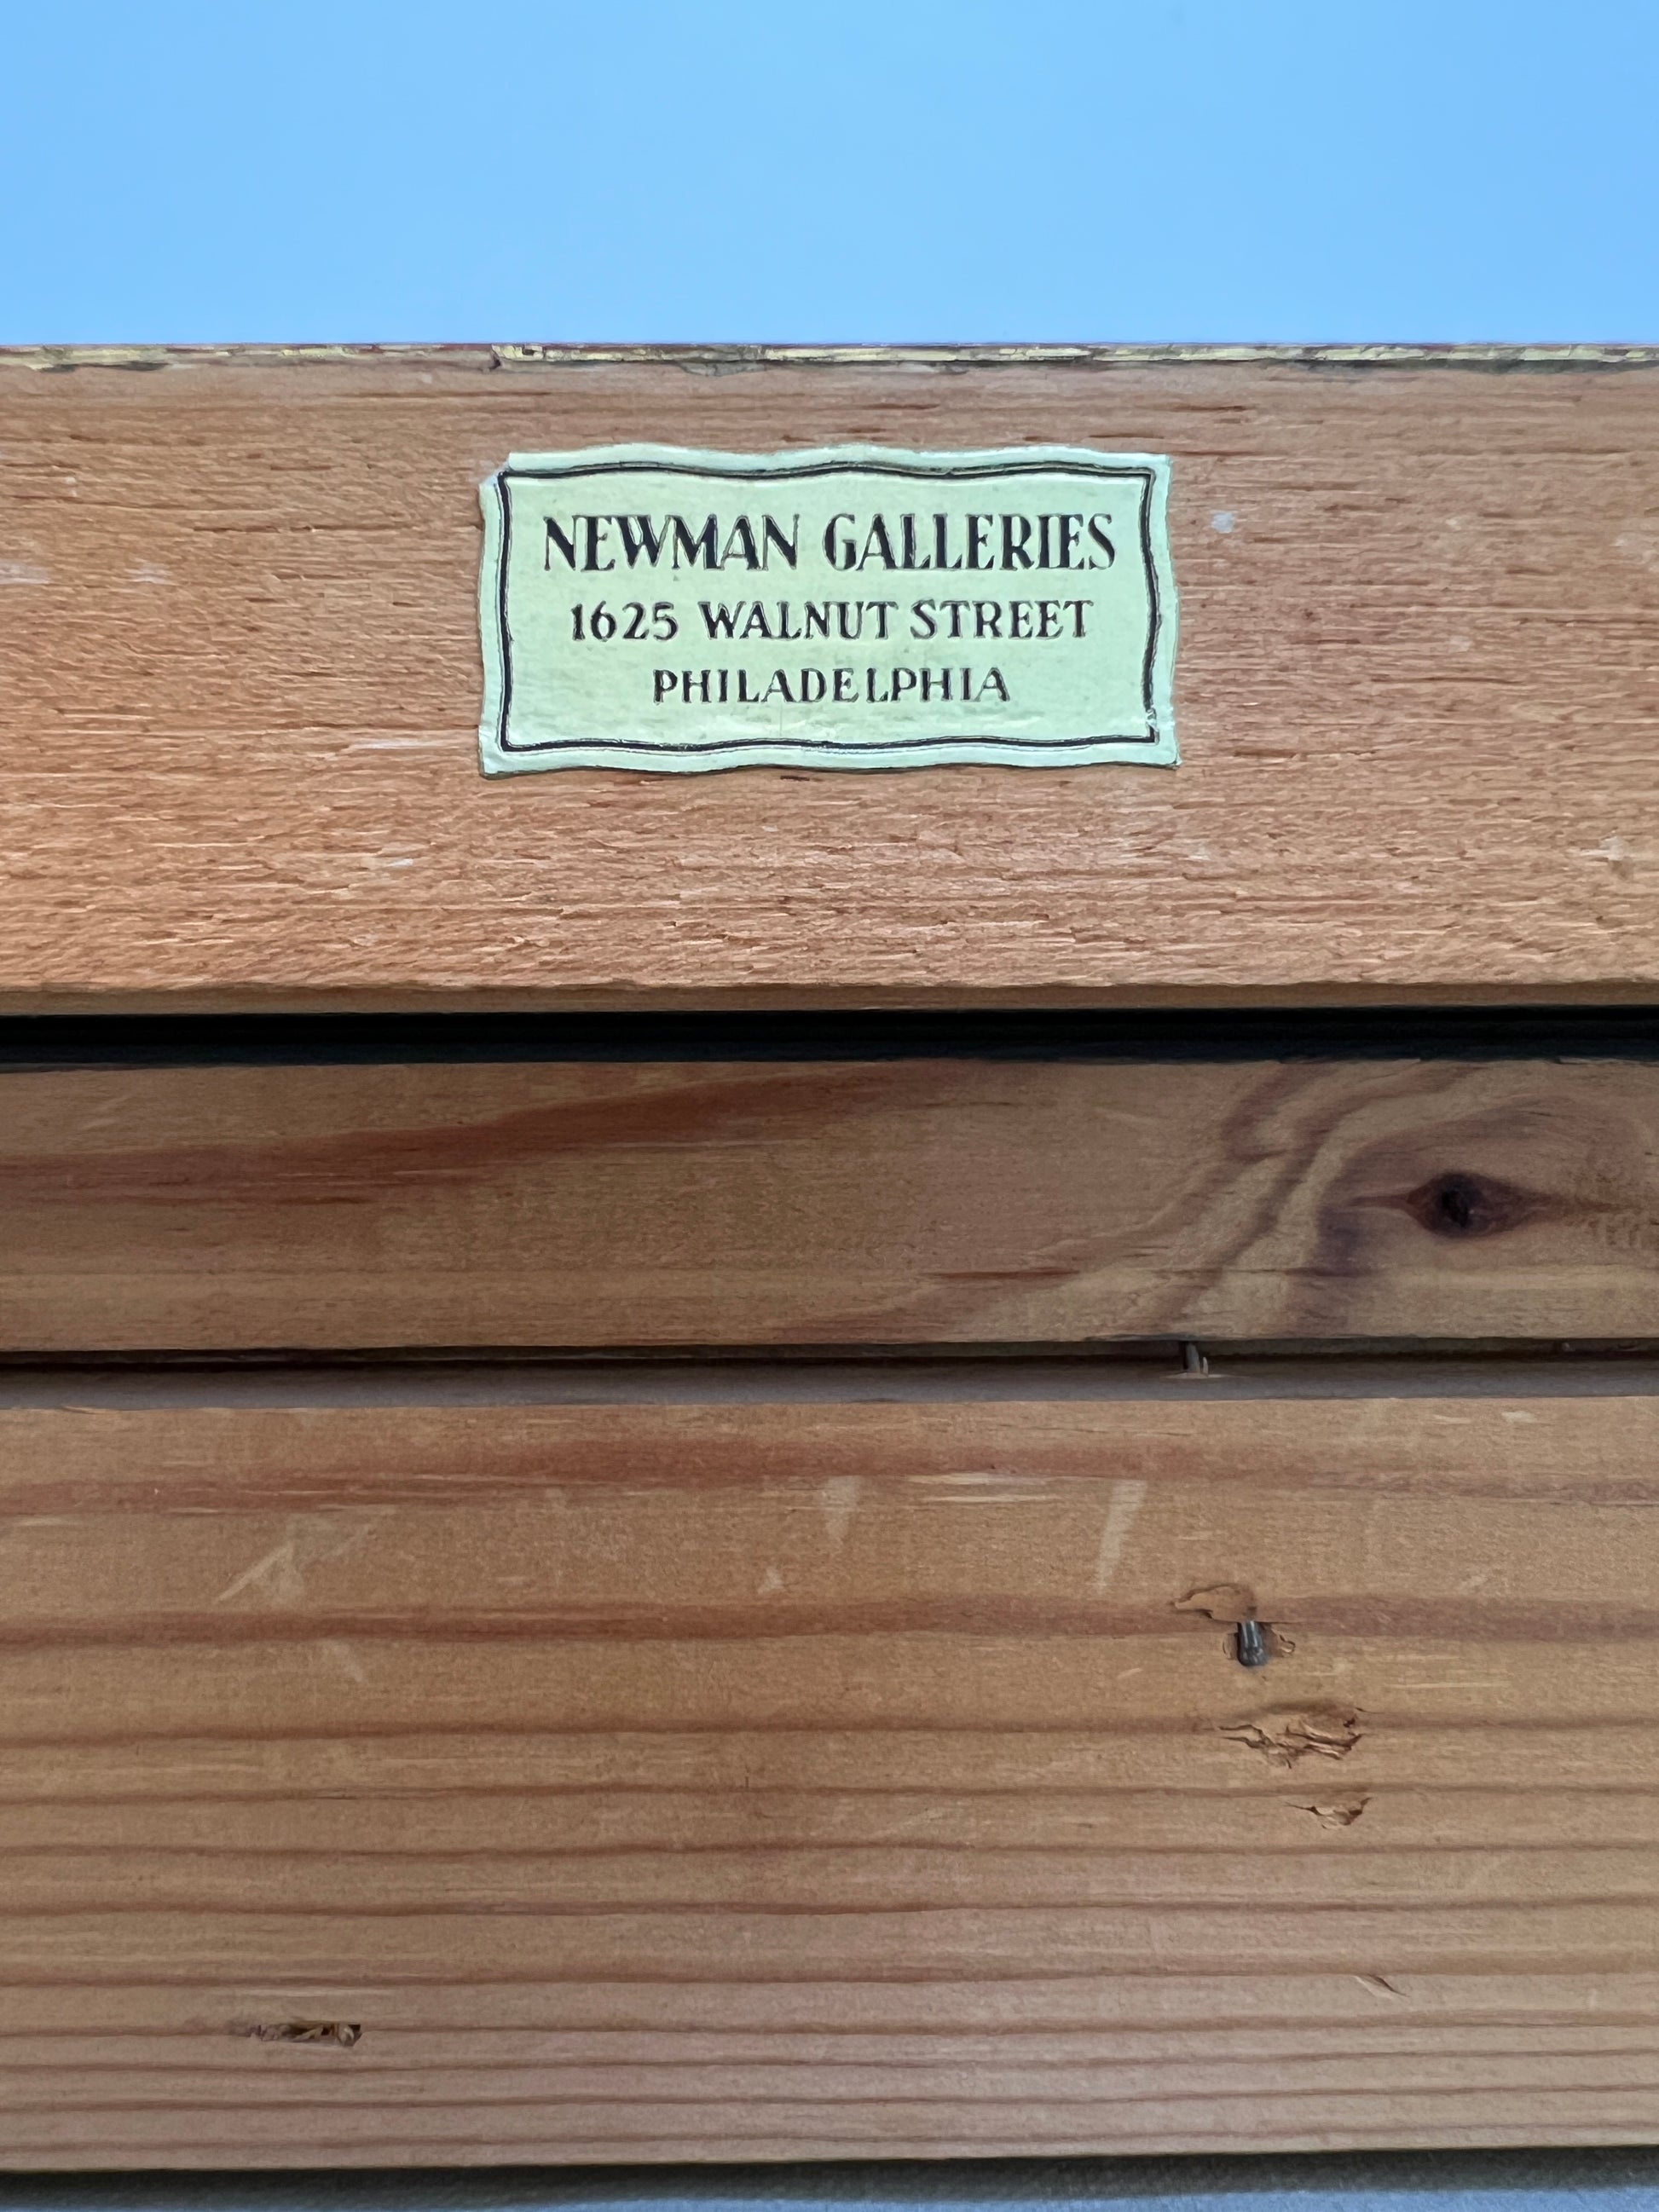 NEWMAN GALLERIES
1625 WALNUT STREET
PHILADELPHIA